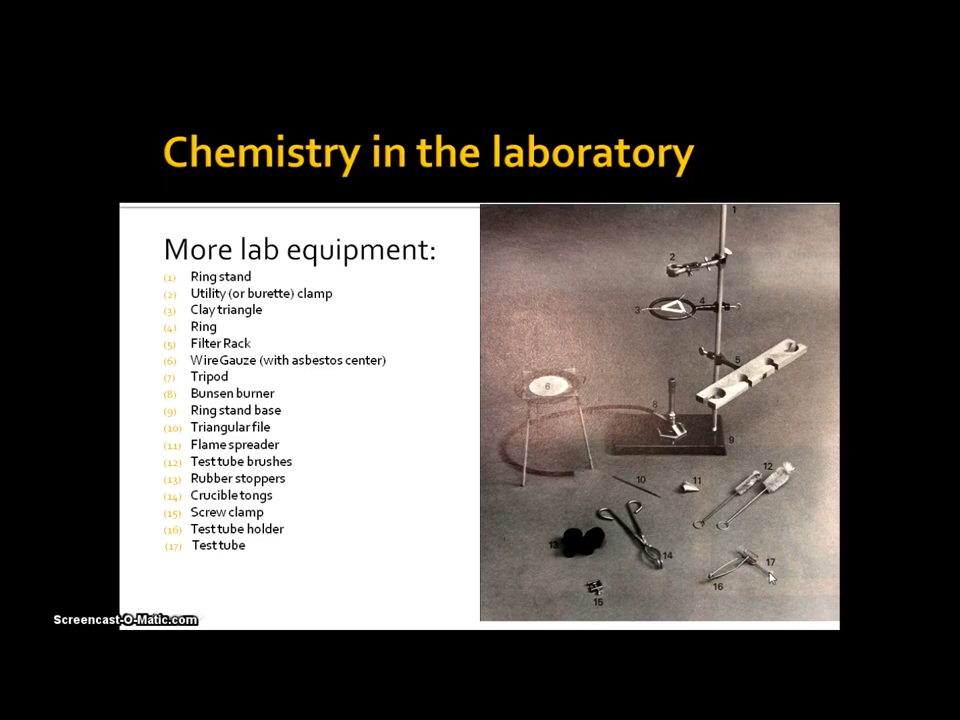 Chemistry in the laboratory
More lab equipment:
(1) Ring stand
(2) Utility (or burette) clamp
(3) Clay triangle
(4) Ring
(5) Filter Rack
(6) Wire Gauze (with asbestos center)
(7) Tripod
(8) Bunsen burner
(9) Ring stand base
(10) Triangular file
(11) Flame spreader
(12) Test tube brushes
(13) Rubber stoppers
(14) Crucible tongs
(15) Screw clamp
(16) Test tube holder
(17) Test tube
1
2
3
4
5
6
7
8
9
10
11
12
13
14
15
16
17
Screencast-O-Matic.com